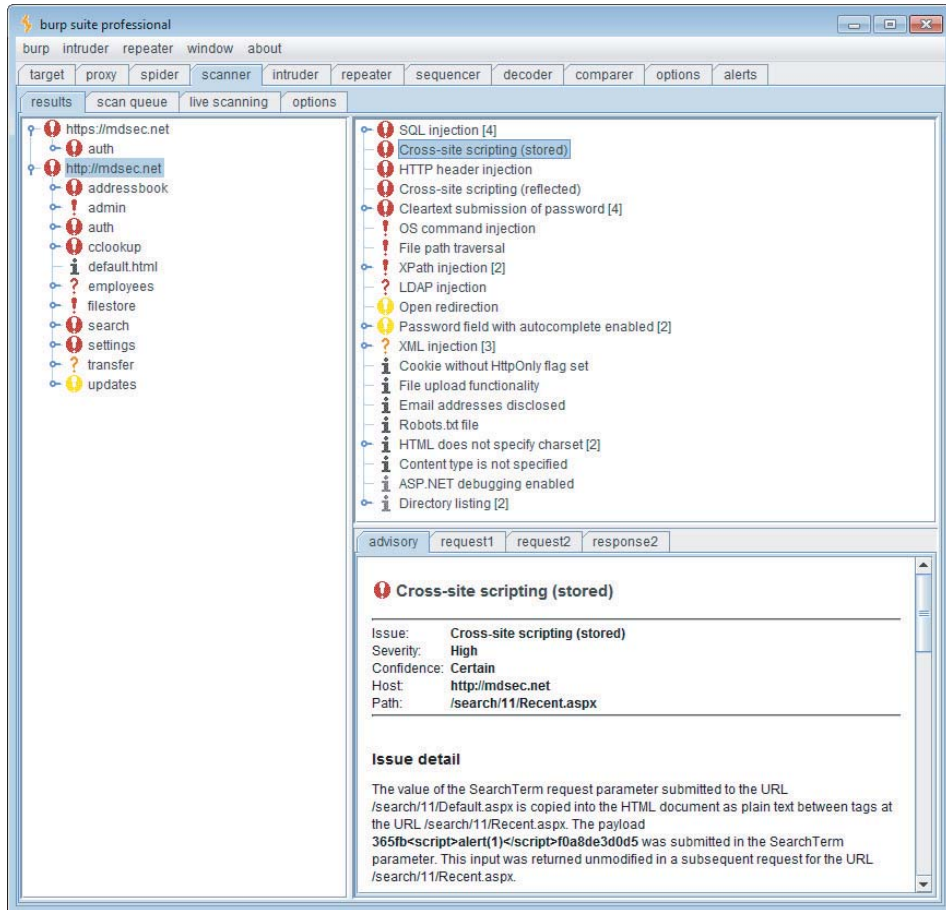 burp suite professional
burp intruder repeater window about
target proxy spider scanner intruder repeater sequencer decoder comparer options alerts
results scan queue live scanning options
https://mdsec.net
auth
http://mdsec.net
addressbook
admin
auth
cclookup
default.html
employees
filestore
search
settings
transfer
updates
SQL injection [4]
Cross-site scripting (stored)
HTTP header injection
Cross-site scripting (reflected)
Cleartext submission of password [4]
OS command injection
File path traversal
XPath injection [2]
LDAP injection
Open redirection
Password field with autocomplete enabled [2]
XML injection [3]
Cookie without HttpOnly flag set
File upload functionality
Email addresses disclosed
Robots.txt file
HTML does not specify charset [2]
Content type is not specified
ASP.NET debugging enabled
Directory listing [2]
advisory request1 request2 response2
Cross-site scripting (stored)
Issue: Cross-site scripting (stored)
Severity: High
Confidence: Certain
Host: http://mdsec.net
Path: /search/11/Recent.aspx
Issue detail
The value of the SearchTerm request parameter submitted to the URL
/search/11/Default.aspx is copied into the HTML document as plain text between tags at
the URL /search/11/Recent.aspx. The payload
365fb<script>alert(1)</script>f0a8de3d0d5 was submitted in the SearchTerm
parameter. This input was returned unmodified in a subsequent request for the URL
/search/11/Recent.aspx.